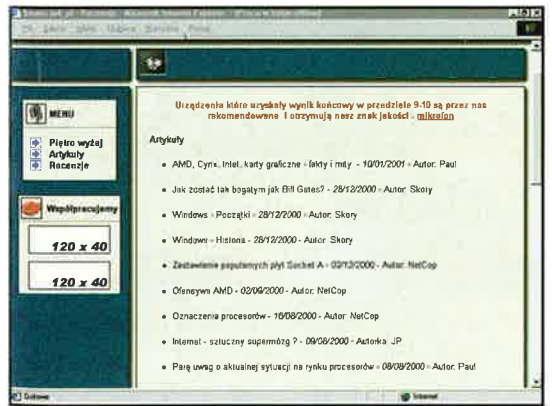 MENU
Piętro wyżej
Artykuły
Recenzje
Współpracujemy
120 x 40
120 x 40
Urządzenia które uzyskały wynik końcowy w przedziele 9-10 są przez nas
rekomendowane i otrzymują nasz znak jakości - mikrofon
Artykuły
AMD, Cyrix, Intel, karty graficzne - fakty i mity - 10/01/2001 - Autor: Paul
Jak zostać tak bogatym jak Bill Gates? - 28/12/2000 - Autor: Skory
Windows - Początki - 28/12/2000 - Autor: Skory
Windows - Historia - 28/12/2000 - Autor: Skory
Zestawienie popularnych płyt Socket A - 03/12/2000 - Autor: NetCop
Ofensywa AMD - 02/09/2000 - Autor: NetCop
Oznaczenia procesorów - 16/08/2000 - Autor: NetCop
Internet - sztuczny supermózg ? - 09/08/2000 - Autorka: JP
Parę uwag o aktualnej sytuacji na rynku procesorów - 08/08/2000 - Autor: Paul
Gotowe
Internet